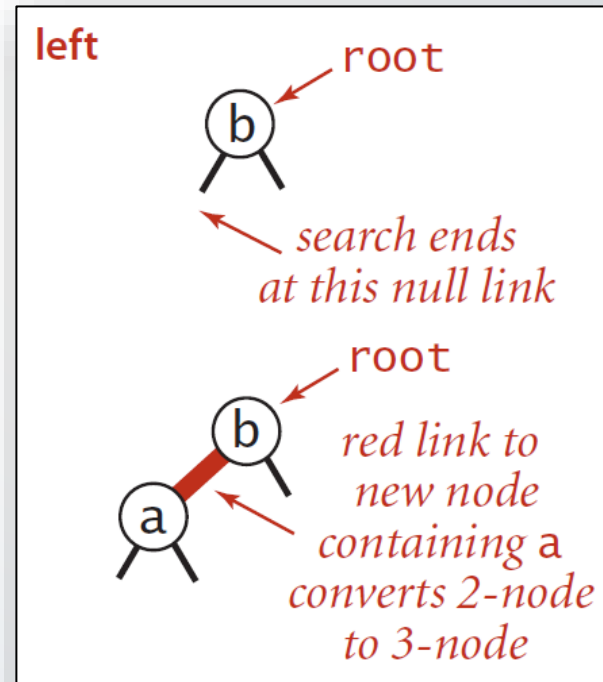 left
root
b
search ends
at this null link
root
b
red link to
new node
a
containing a
converts 2-node
to 3-node